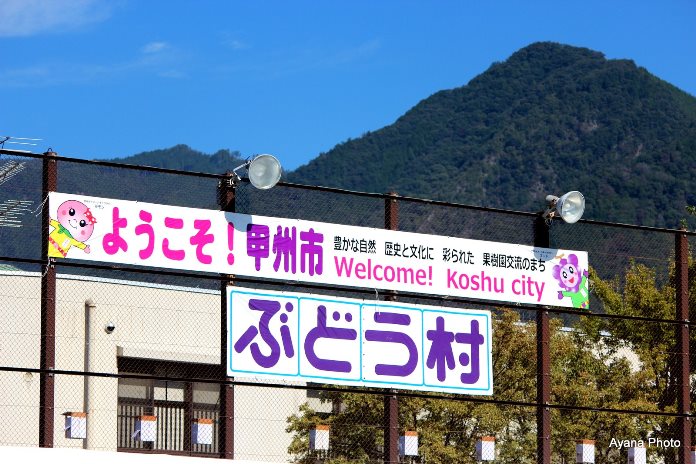 ようこそ！甲州市
豊かな自然 歴史と文化に 彩られた 果樹園交流のまち
Welcome! Koshu city
ぶどう村
Ayana Photo